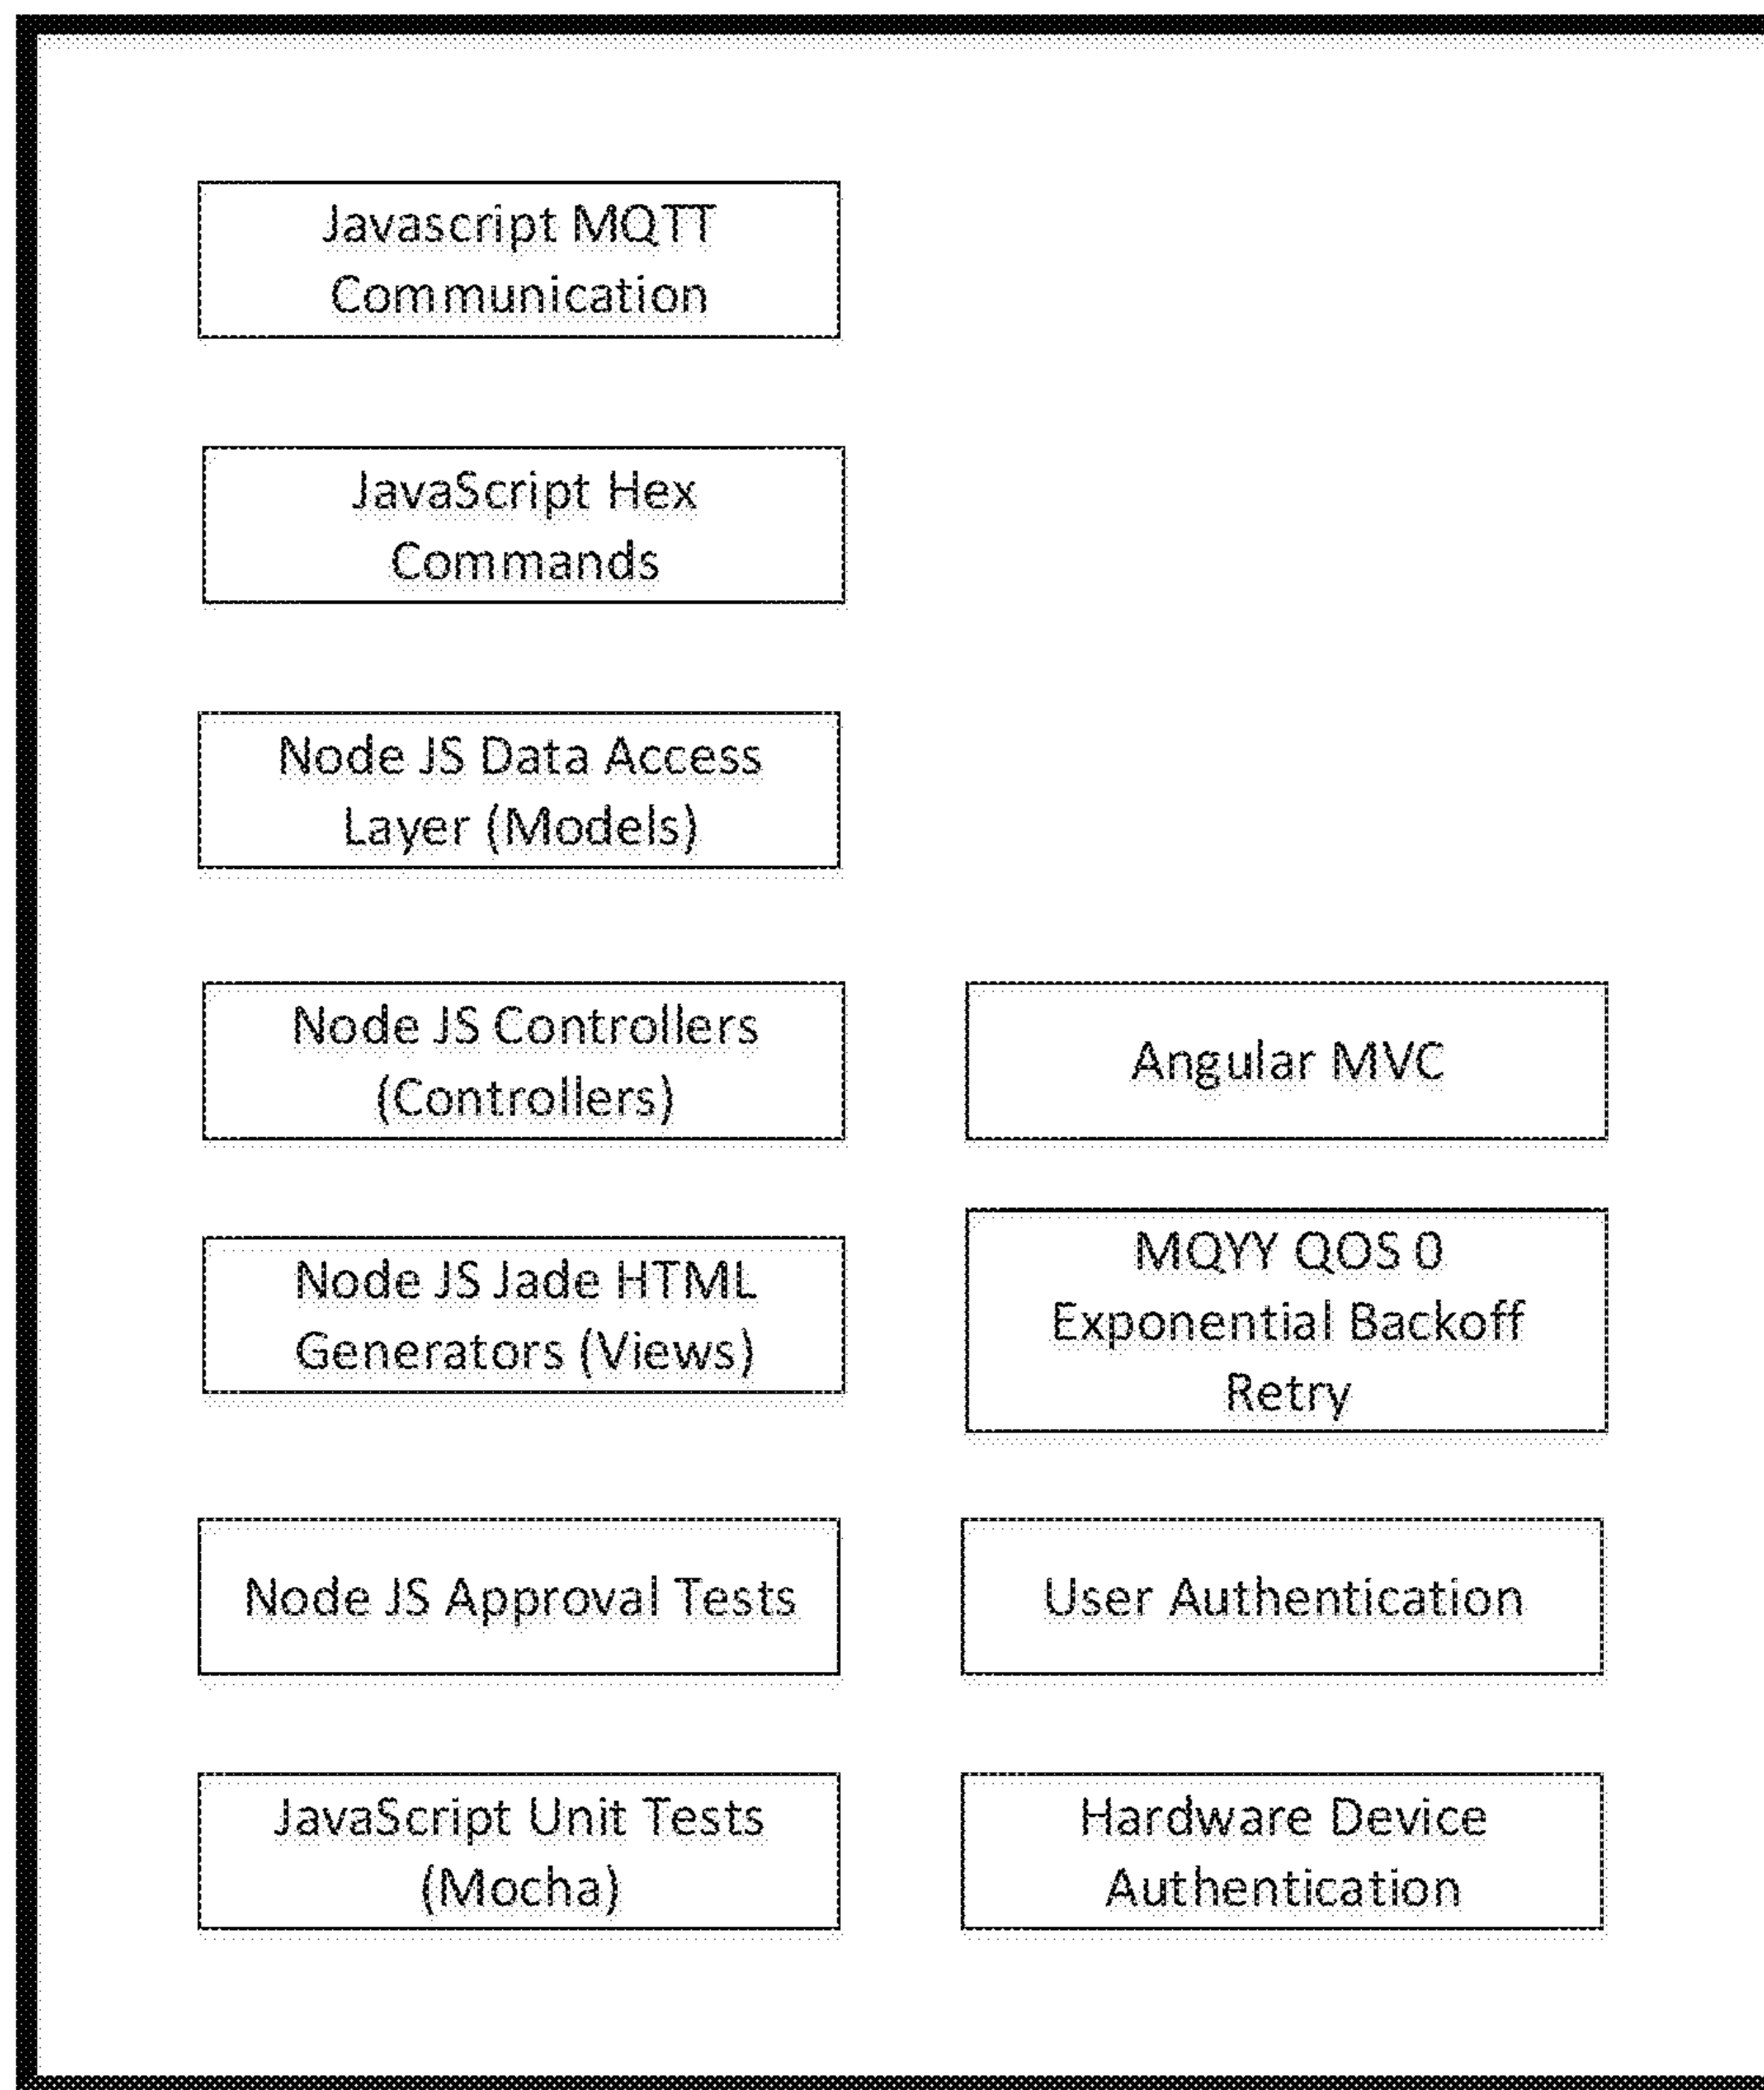 Javascript MQTT
Communication
JavaScript Hex
Commands
Node JS Data Access
Layer (Models)
Node JS Controllers
(Controllers)
Angular MVC
Node JS Jade HTML
Generators (Views)
MQYY QOS 0
Exponential Backoff
Retry
Node JS Approval Tests
User Authentication
JavaScript Unit Tests
(Mocha)
Hardware Device
Authentication